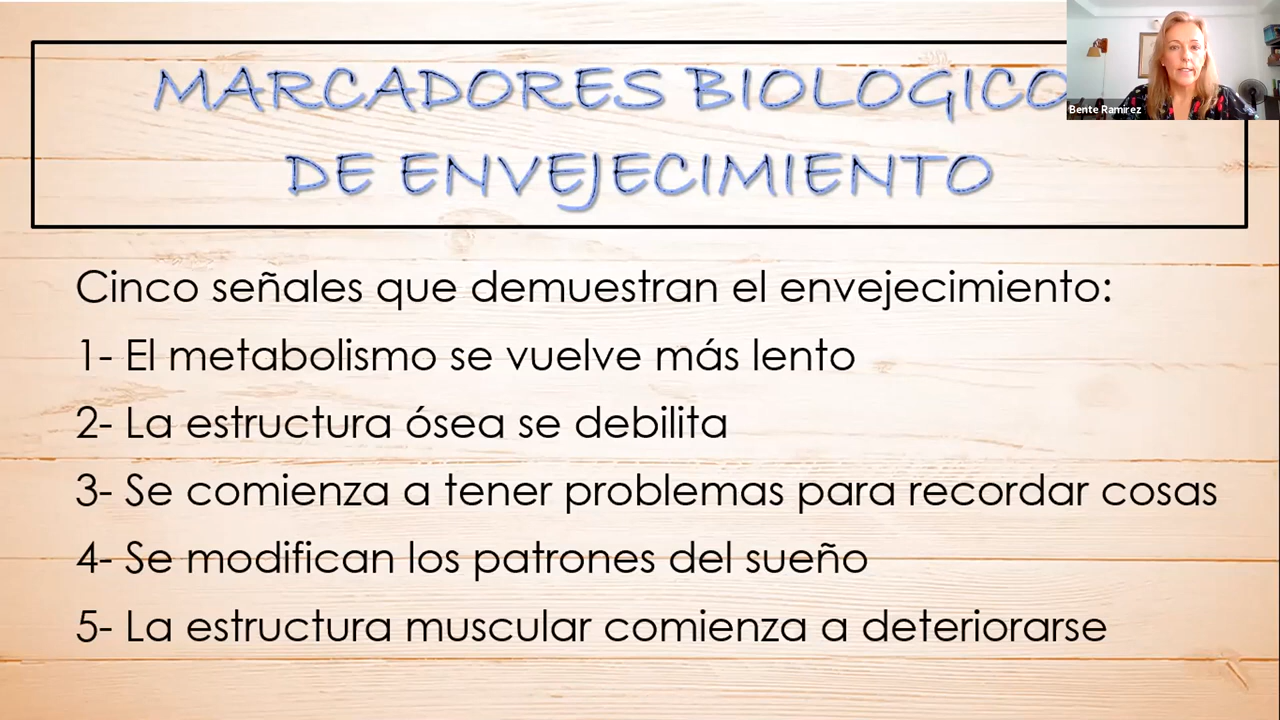 MARCADORES BIOLOGICO
DE ENVEJECIMIENTO
Bente Ramirez
Cinco señales que demuestran el envejecimiento:
1- El metabolismo se vuelve más lento
2- La estructura ósea se debilita
3- Se comienza a tener problemas para recordar cosas
4- Se modifican los patrones del sueño
5- La estructura muscular comienza a deteriorarse